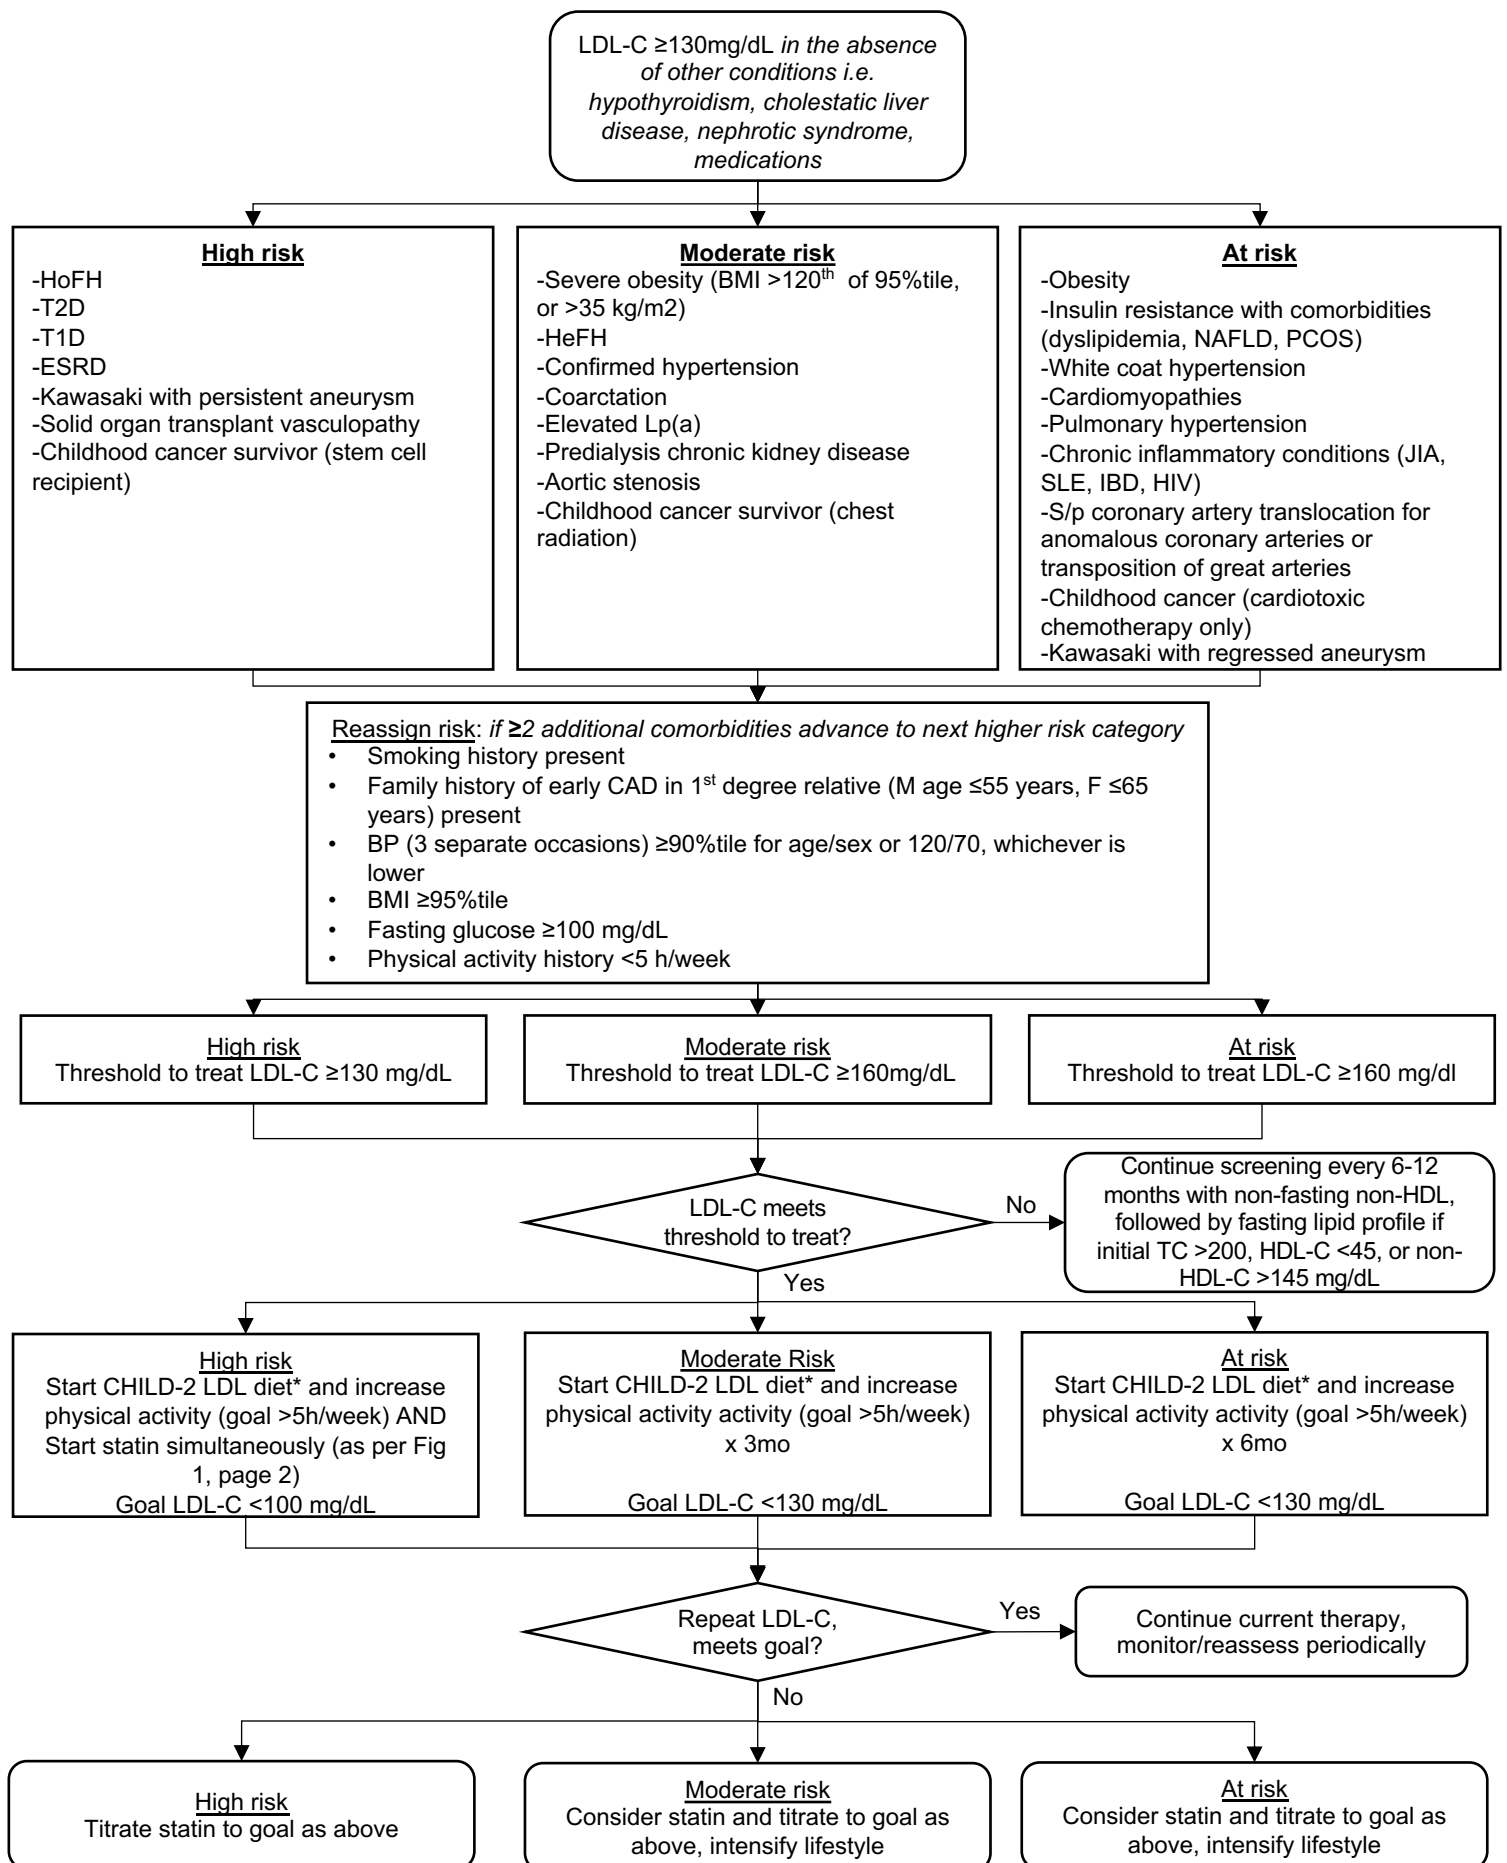 LDL-C ≥130mg/dL in the absence
of other conditions i.e.
hypothyroidism, cholestatic liver
disease, nephrotic syndrome,
medications
High risk
-HoFH
-T2D
-T1D
-ESRD
-Kawasaki with persistent aneurysm
-Solid organ transplant vasculopathy
-Childhood cancer survivor (stem cell
recipient)
Moderate risk
-Severe obesity (BMI >120th of 95%tile,
or >35 kg/m2)
-HeFH
-Confirmed hypertension
-Coarctation
-Elevated Lp(a)
-Predialysis chronic kidney disease
-Aortic stenosis
-Childhood cancer survivor (chest
radiation)
At risk
-Obesity
-Insulin resistance with comorbidities
(dyslipidemia, NAFLD, PCOS)
-White coat hypertension
-Cardiomyopathies
-Pulmonary hypertension
-Chronic inflammatory conditions (JIA,
SLE, IBD, HIV)
-S/p coronary artery translocation for
anomalous coronary arteries or
transposition of great arteries
-Childhood cancer (cardiotoxic
chemotherapy only)
-Kawasaki with regressed aneurysm
Reassign risk: if ≥2 additional comorbidities advance to next higher risk category
• Smoking history present
• Family history of early CAD in 1st degree relative (M age ≤55 years, F ≤65
years) present
• BP (3 separate occasions) ≥90%tile for age/sex or 120/70, whichever is
lower
• BMI ≥95%tile
• Fasting glucose ≥100 mg/dL
• Physical activity history <5 h/week
High risk
Threshold to treat LDL-C ≥130 mg/dL
Moderate risk
Threshold to treat LDL-C ≥160mg/dL
At risk
Threshold to treat LDL-C ≥160 mg/dl
LDL-C meets
threshold to treat?
No
Continue screening every 6-12
months with non-fasting non-HDL,
followed by fasting lipid profile if
initial TC >200, HDL-C <45, or non-
HDL-C >145 mg/dL
Yes
High risk
Start CHILD-2 LDL diet* and increase
physical activity (goal >5h/week) AND
Start statin simultaneously (as per Fig
1, page 2)
Goal LDL-C <100 mg/dL
Moderate Risk
Start CHILD-2 LDL diet* and increase
physical activity activity (goal >5h/week)
x 3mo
Goal LDL-C <130 mg/dL
At risk
Start CHILD-2 LDL diet* and increase
physical activity activity (goal >5h/week)
x 6mo
Goal LDL-C <130 mg/dL
Repeat LDL-C,
meets goal?
Yes
Continue current therapy,
monitor/reassess periodically
No
High risk
Titrate statin to goal as above
Moderate risk
Consider statin and titrate to goal as
above, intensify lifestyle
At risk
Consider statin and titrate to goal as
above, intensify lifestyle